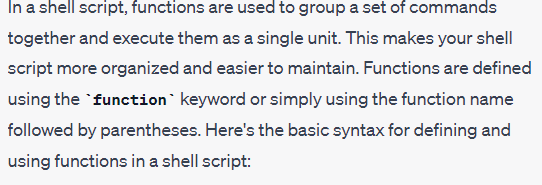 In a shell script, functions are used to group a set of commands
together and execute them as a single unit. This makes your shell
script more organized and easier to maintain. Functions are defined
using the `function` keyword or simply using the function name
followed by parentheses. Here's the basic syntax for defining and
using functions in a shell script: